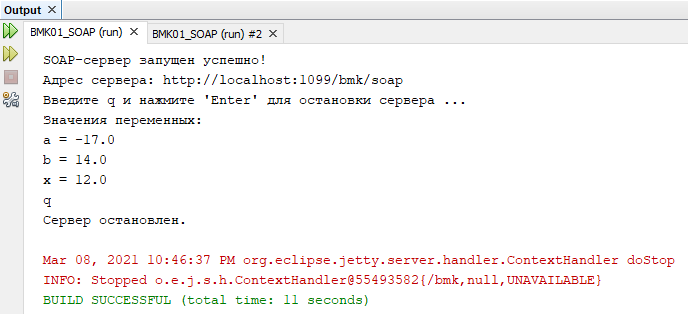 Output
BMK01_SOAP (run)
BMK01_SOAP (run) #2
SOAP-сервер запущен успешно!
Адрес сервера: http://localhost:1099/bmk/soap
Введите q и нажмите 'Enter' для остановки сервера ...
Значения переменных:
a = -17.0
b = 14.0
x = 12.0
q
Сервер остановлен.
Mar 08, 2021 10:46:37 PM org.eclipse.jetty.server.handler.ContextHandler doStop
INFO: Stopped o.e.j.s.h.ContextHandler@55493582{/bmk,null,UNAVAILABLE}
BUILD SUCCESSFUL (total time: 11 seconds)